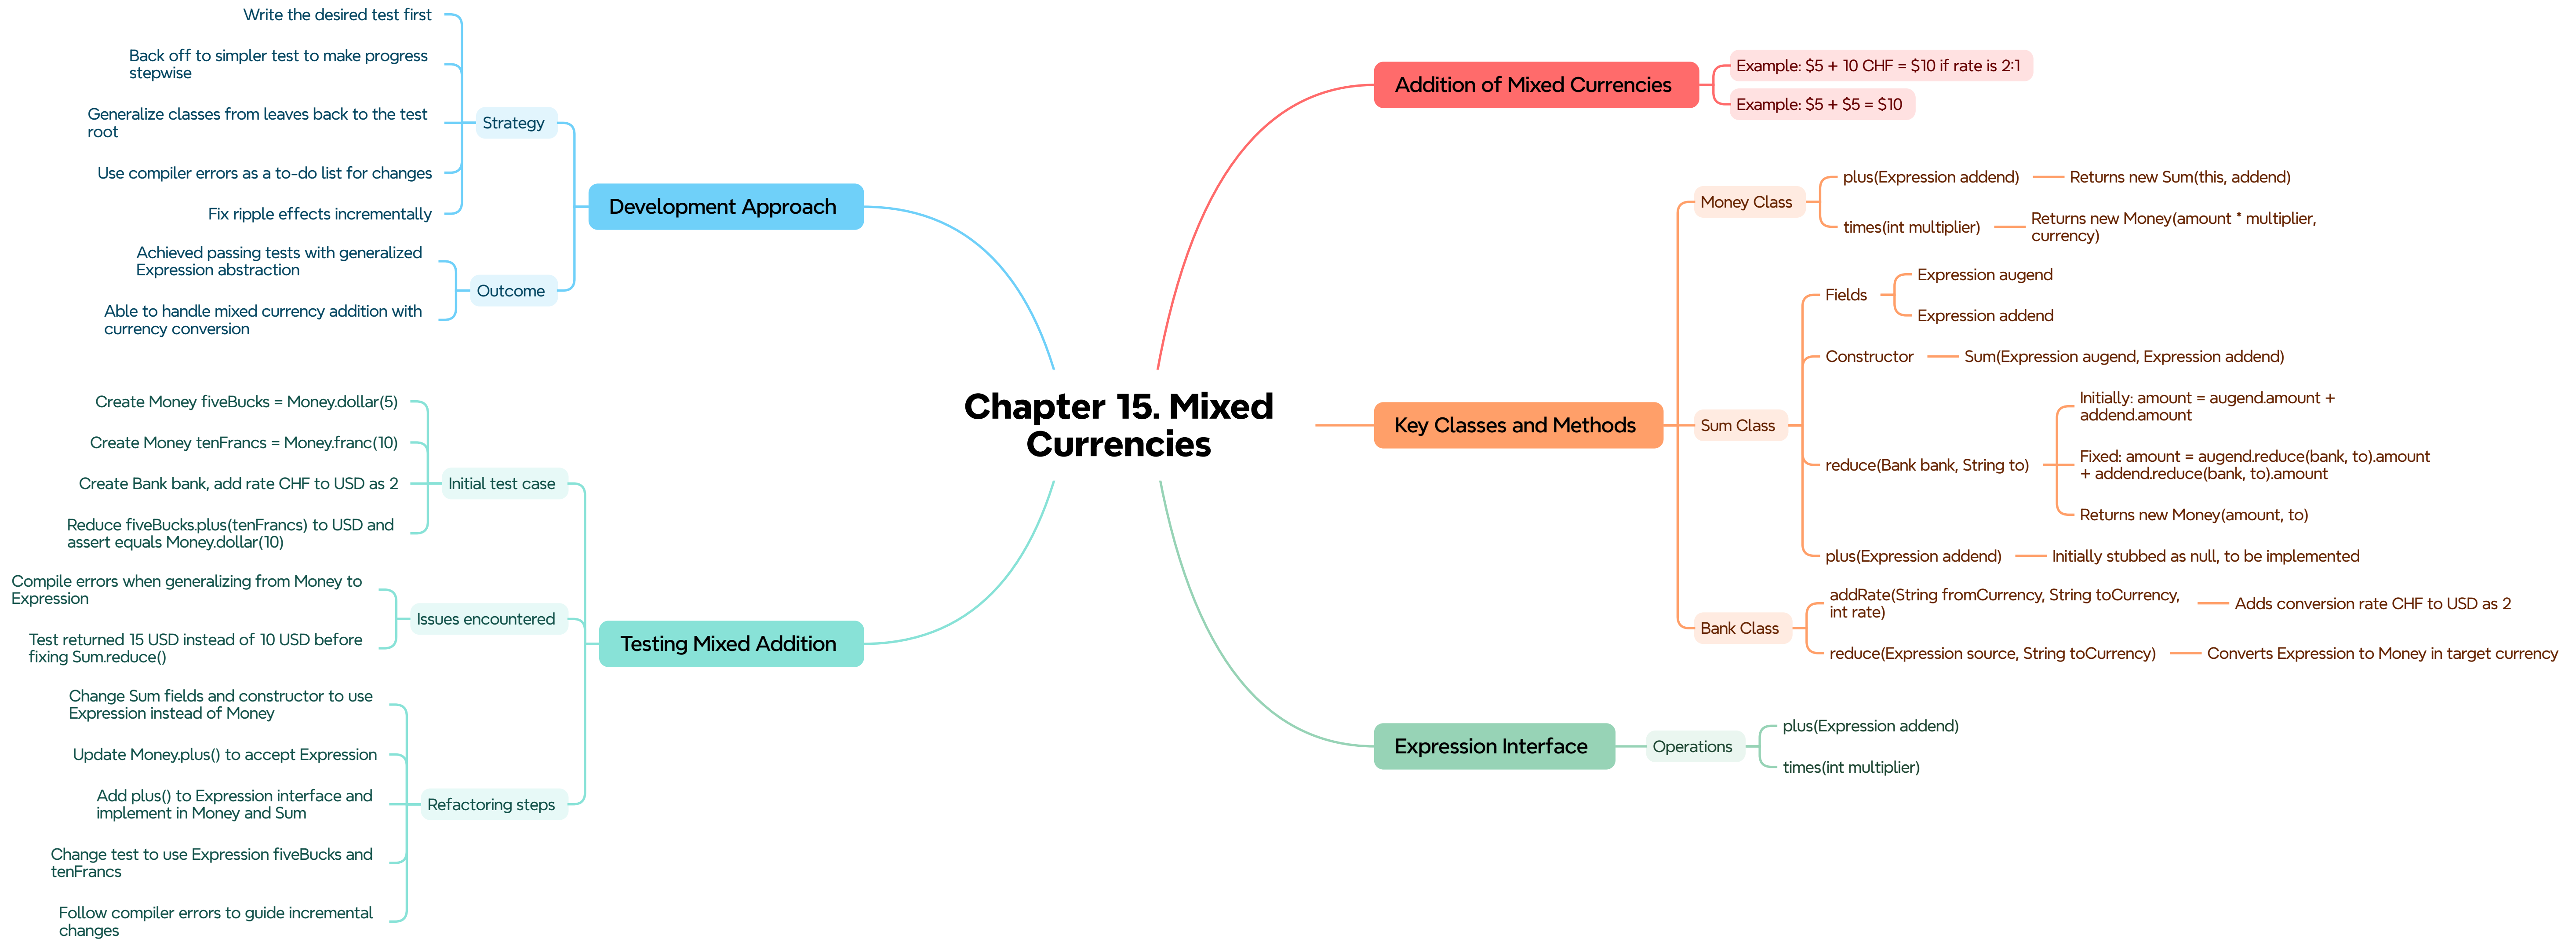 Chapter 15. Mixed
Currencies
Addition of Mixed Currencies
Example: $5 + 10 CHF = $10 if rate is 2:1
Example: $5 + $5 = $10
Key Classes and Methods
Money Class
plus(Expression addend)
Returns new Sum(this, addend)
times(int multiplier)
Returns new Money(amount * multiplier,
currency)
Sum Class
Fields
Expression augend
Expression addend
Constructor
Sum(Expression augend, Expression addend)
reduce(Bank bank, String to)
Initially: amount = augend.amount +
addend.amount
Fixed: amount = augend.reduce(bank, to).amount
+ addend.reduce(bank, to).amount
Returns new Money(amount, to)
plus(Expression addend)
Initially stubbed as null, to be implemented
Bank Class
addRate(String fromCurrency, String toCurrency,
int rate)
Adds conversion rate CHF to USD as 2
reduce(Expression source, String toCurrency)
Converts Expression to Money in target currency
Expression Interface
Operations
plus(Expression addend)
times(int multiplier)
Development Approach
Strategy
Write the desired test first
Back off to simpler test to make progress
stepwise
Generalize classes from leaves back to the test
root
Use compiler errors as a to-do list for changes
Fix ripple effects incrementally
Outcome
Achieved passing tests with generalized
Expression abstraction
Able to handle mixed currency addition with
currency conversion
Testing Mixed Addition
Initial test case
Create Money fiveBucks = Money.dollar(5)
Create Money tenFrancs = Money.franc(10)
Create Bank bank, add rate CHF to USD as 2
Reduce fiveBucks.plus(tenFrancs) to USD and
assert equals Money.dollar(10)
Issues encountered
Compile errors when generalizing from Money to
Expression
Test returned 15 USD instead of 10 USD before
fixing Sum.reduce()
Refactoring steps
Change Sum fields and constructor to use
Expression instead of Money
Update Money.plus() to accept Expression
Add plus() to Expression interface and
implement in Money and Sum
Change test to use Expression fiveBucks and
tenFrancs
Follow compiler errors to guide incremental
changes